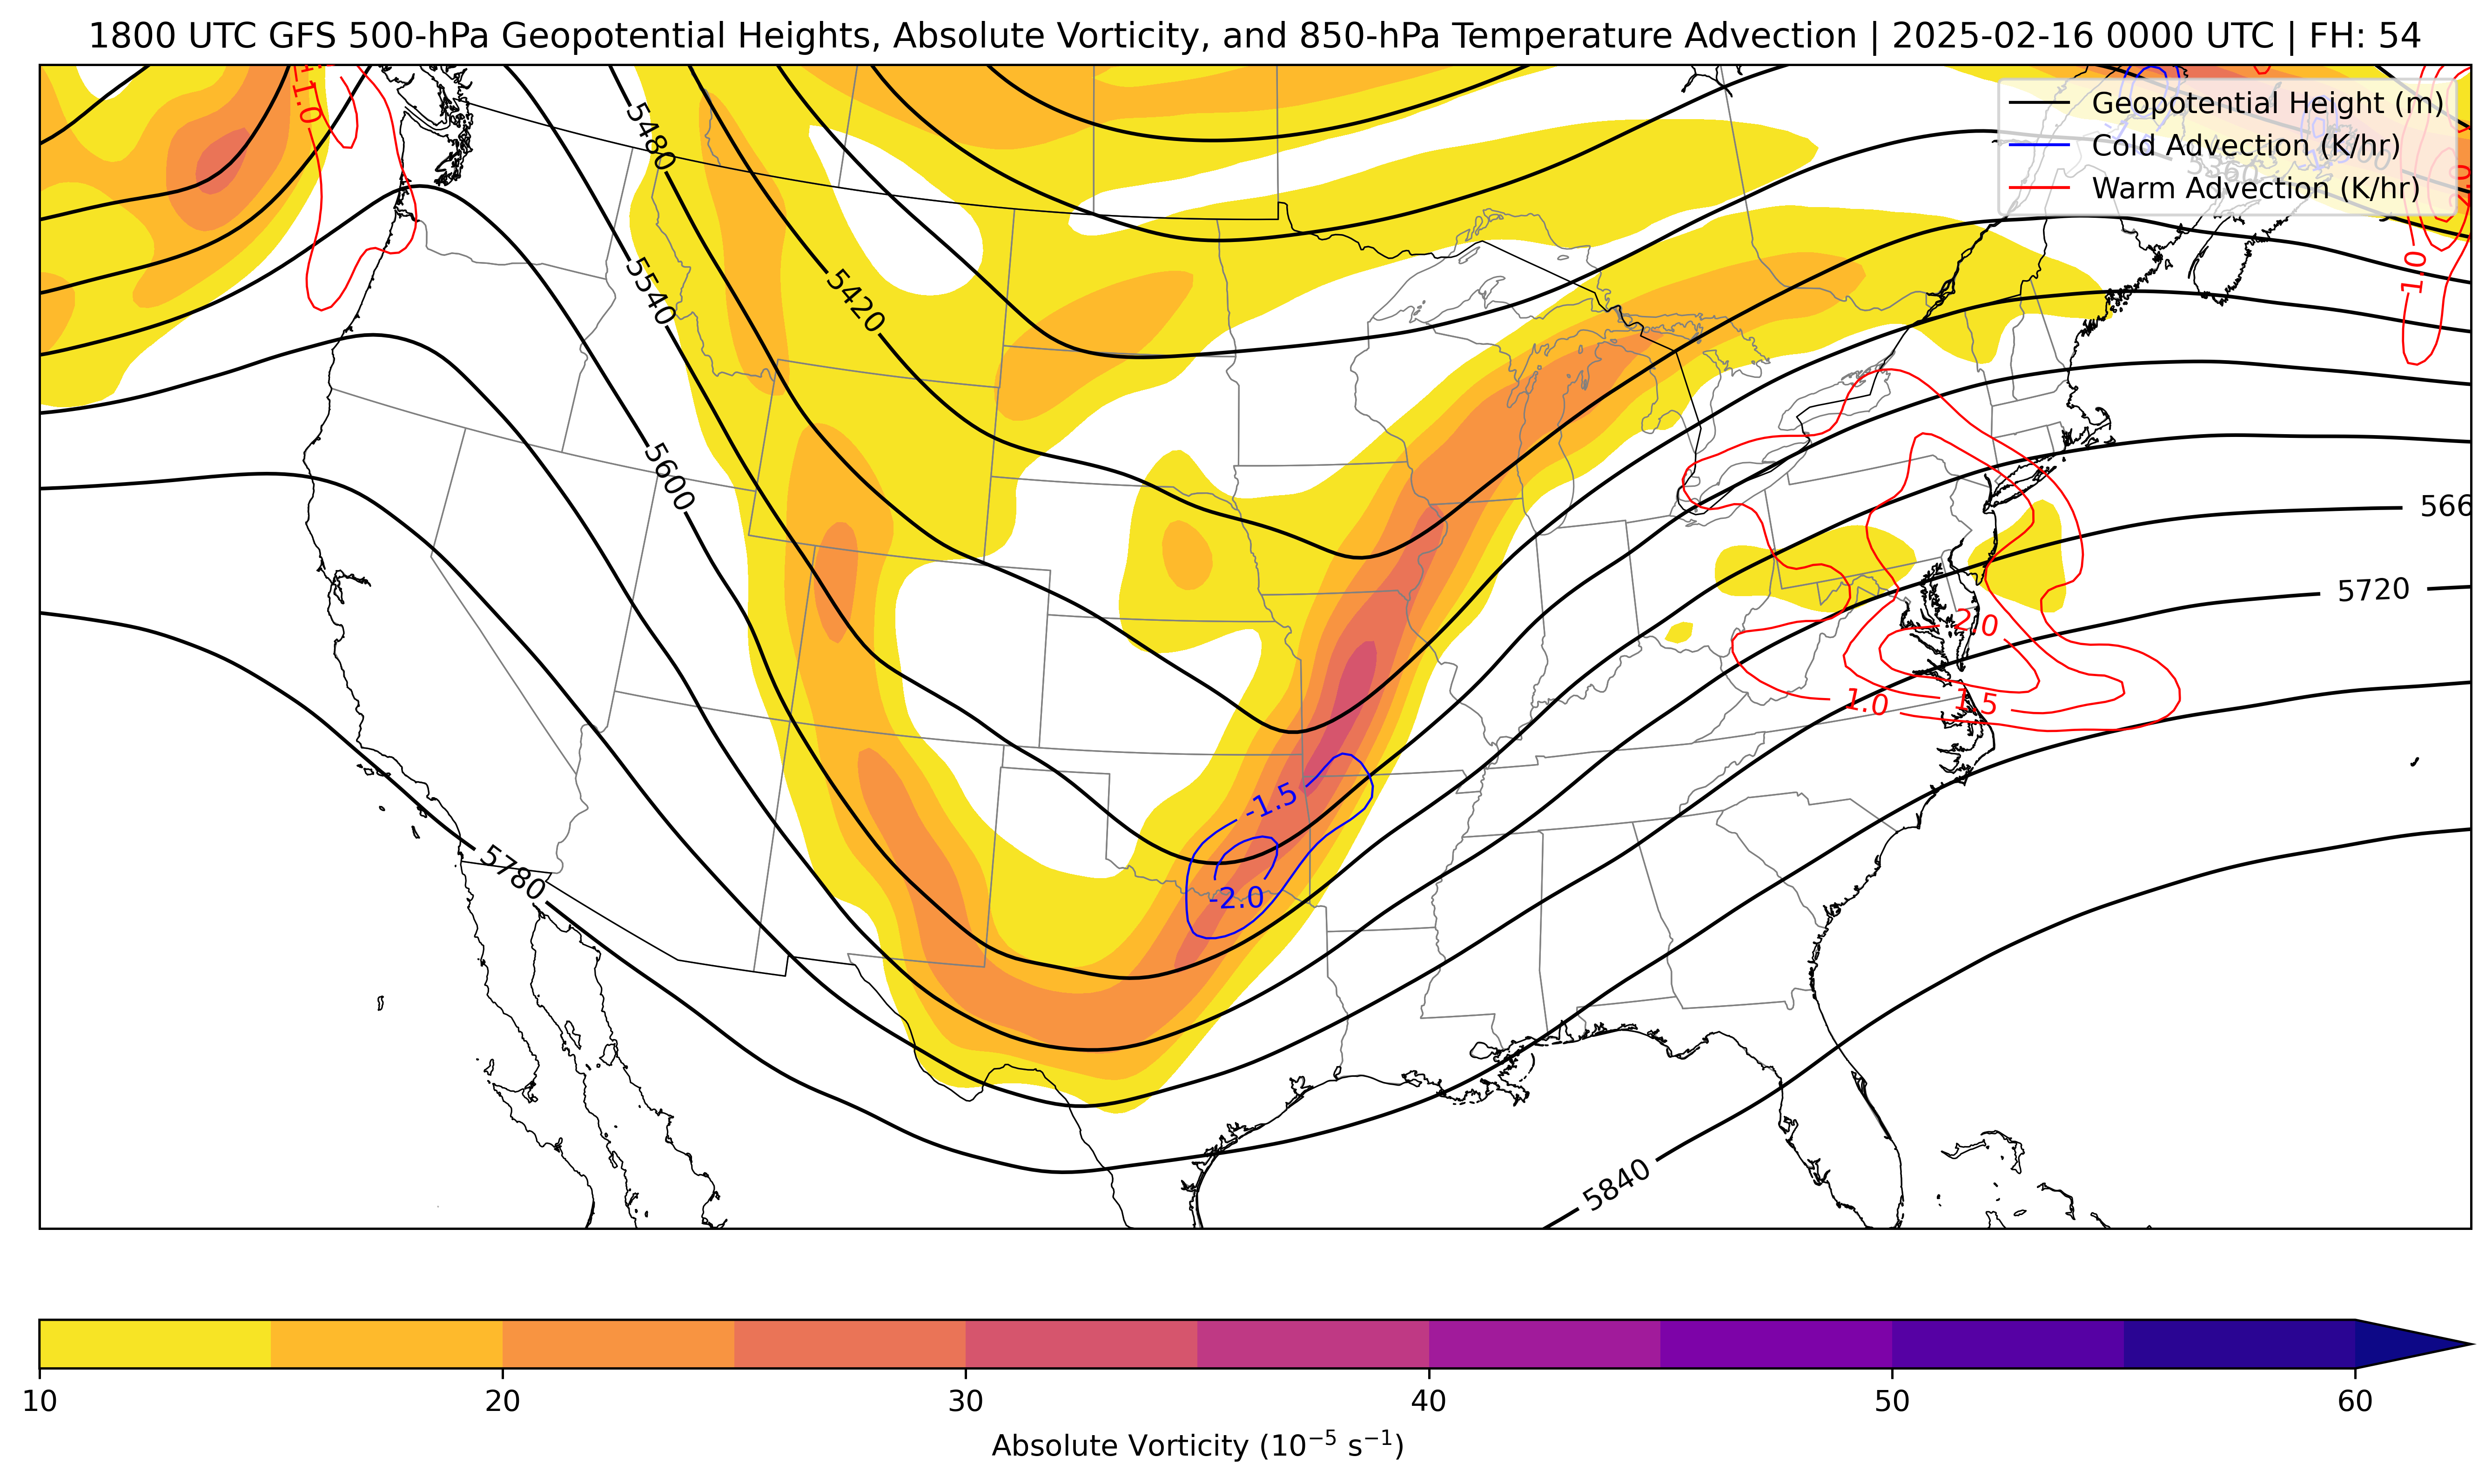 1800 UTC GFS 500-hPa Geopotential Heights, Absolute Vorticity, and 850-hPa Temperature Advection | 2025-02-16 0000 UTC | FH: 54
Geopotential Height (m)
Cold Advection (K/hr)
Warm Advection (K/hr)
1.0
5480
5360
2.0
5540
5420
1.0
5600
566
5720
2.0
1.0
1.5
-1.5
5780
-2.0
5840
10 20 30 40 50 60
Absolute Vorticity (10⁻⁵ s⁻¹)